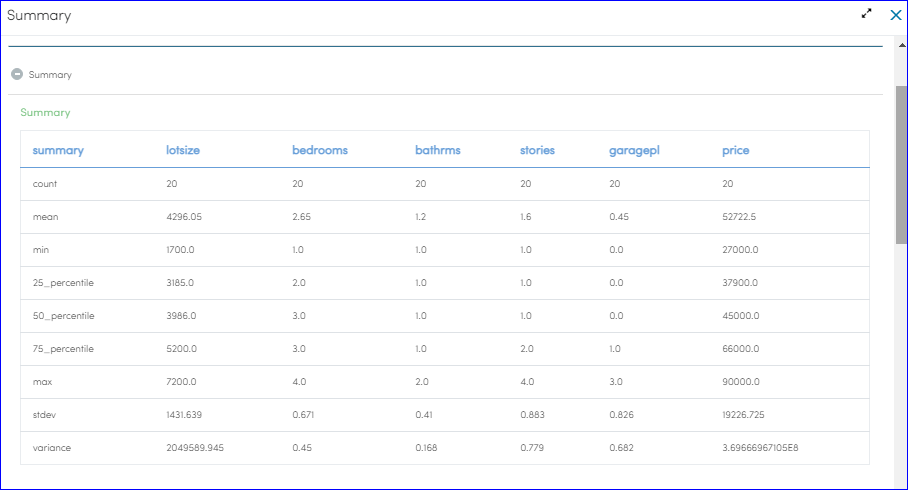 Summary
Summary
Summary
summary lotsize bedrooms bathrms stories garagepl price
count 20 20 20 20 20 20
mean 4296.05 2.65 1.2 1.6 0.45 52722.5
min 1700.0 1.0 1.0 1.0 0.0 27000.0
25_percentile 3185.0 2.0 1.0 1.0 0.0 37900.0
50_percentile 3986.0 3.0 1.0 1.0 0.0 45000.0
75_percentile 5200.0 3.0 1.0 2.0 1.0 66000.0
max 7200.0 4.0 2.0 4.0 3.0 90000.0
stdev 1431.639 0.671 0.41 0.883 0.826 19226.725
variance 2049589.945 0.45 0.168 0.779 0.682 3.69666967105E8